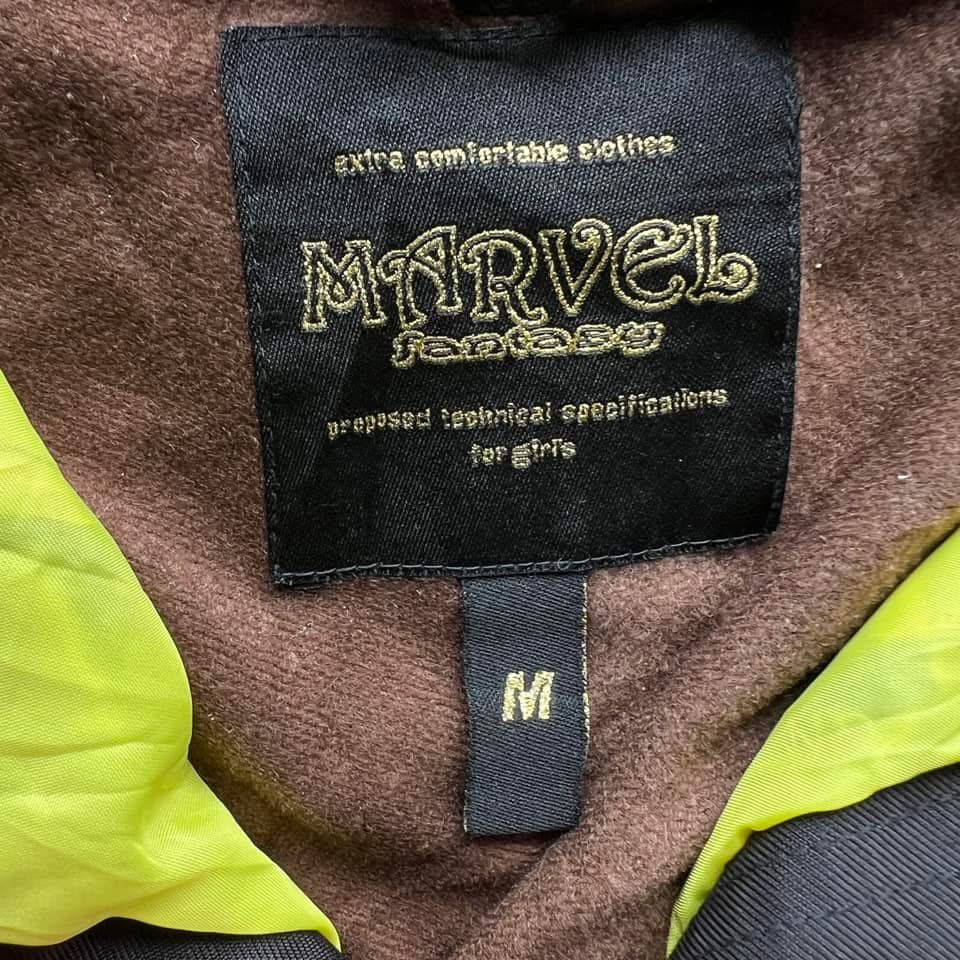 extra comfortable clothes
MARVEL
fantasy
proposed technical specifications
for girls
M